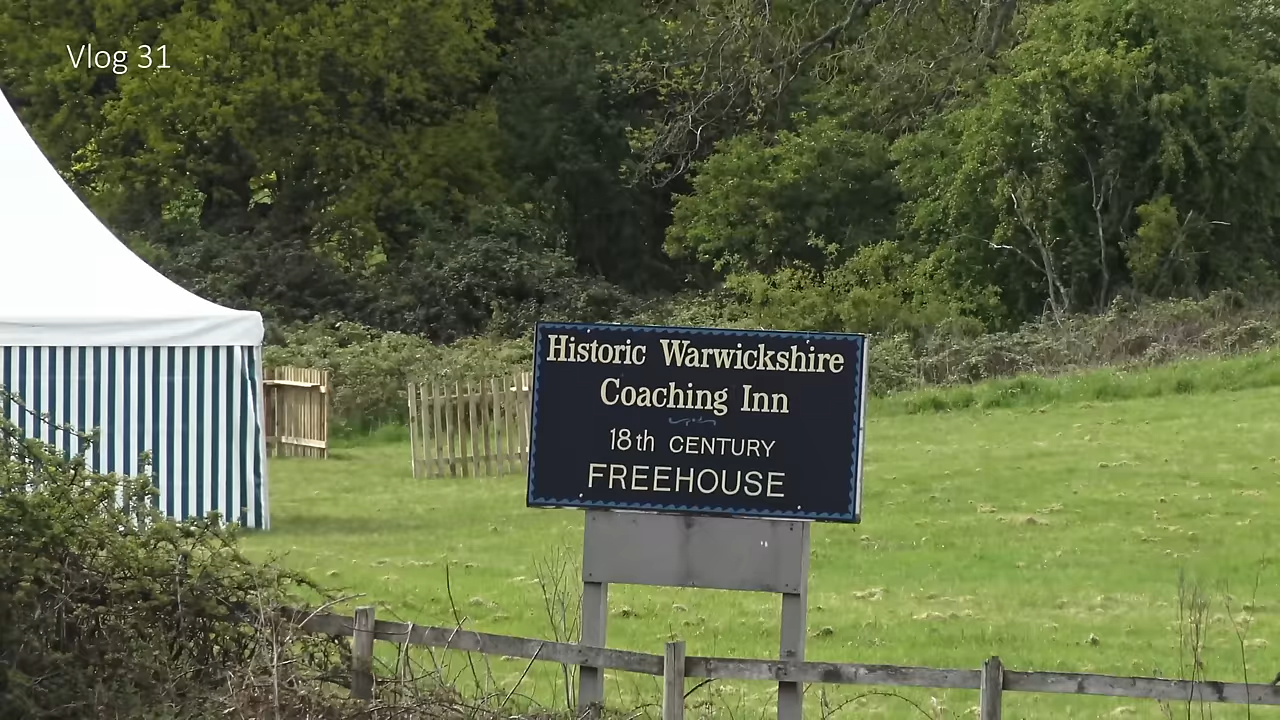 Vlog 31
Historic Warwickshire
Coaching Inn
18th CENTURY
FREEHOUSE